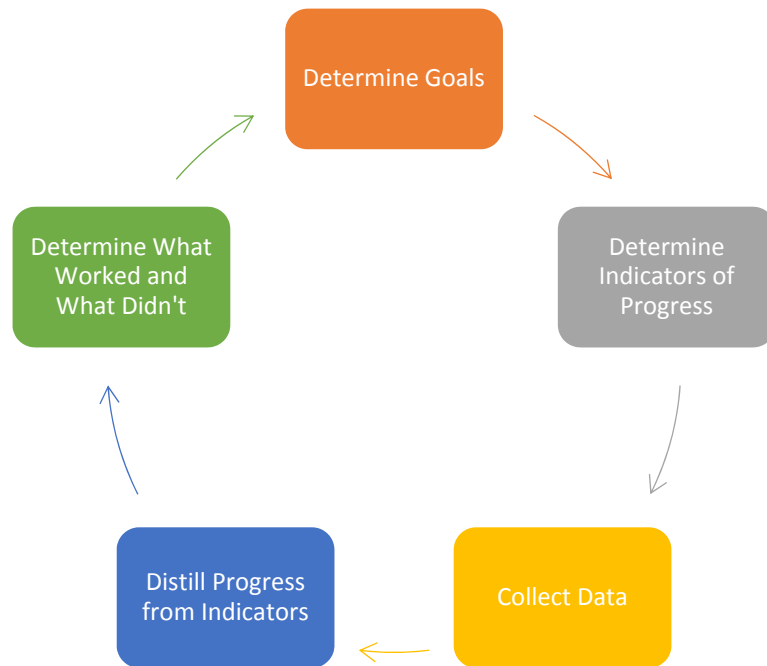 Determine Goals
Determine
Indicators of
Progress
Collect Data
Distill Progress
from Indicators
Determine What
Worked and
What Didn't